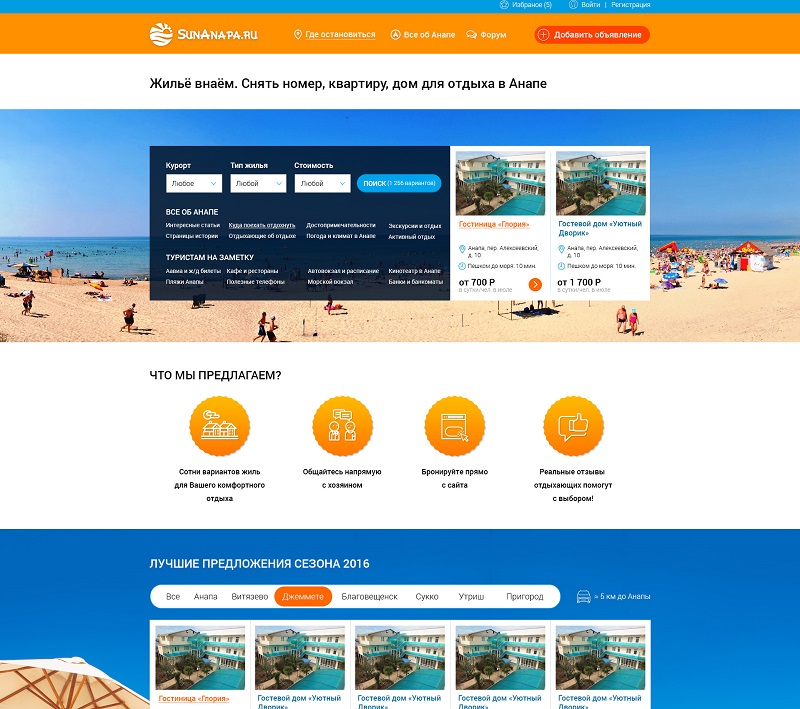 Избраное (5) Войти | Регистрация
SunAnapa.ru Где остановиться Все об Анапе Форум Добавить объявление
Жильё внаём. Снять номер, квартиру, дом для отдыха в Анапе
Курорт Тип жилья Стоимость
Любое Любой Любой ПОИСК (1 256 вариантов)
ВСЕ ОБ АНАПЕ
Интересные статьи Куда поехать отдохнуть Достопримечательности Экскурсии и отдых
Страницы истории Отдыхающие об отдыхе Погода и климат в Анапе Активный отдых
ТУРИСТАМ НА ЗАМЕТКУ
Авиа и ж/д билеты Кафе и рестораны Автовокзал и расписание Кинотеатр в Анапе
Пляжи Анапы Полезные телефоны Морской вокзал Банки и банкоматы
Гостиница «Глория»
Анапа, пер. Алексеевский,
д. 10
Пешком до моря: 10 мин.
от 700 Р
в сутки/чел. в июле
Гостевой дом «Уютный
Дворик»
Анапа, пер. Алексеевский,
д. 10
Пешком до моря: 10 мин.
от 1 700 Р
в сутки/чел. в июле
ЧТО МЫ ПРЕДЛАГАЕМ?
Сотни вариантов жиль
для Вашего комфортного
отдыха
Общайтесь напрямую
с хозяином
Бронируйте прямо
с сайта
Реальные отзывы
отдыхающих помогут
с выбором!
ЛУЧШИЕ ПРЕДЛОЖЕНИЯ СЕЗОНА 2016
Все Анапа Витязево Джеммете Благовещенск Сукко Утриш Пригород ≈ 5 км до Анапы
Гостиница «Глория» Гостевой дом «Уютный Гостевой дом «Уютный Гостевой дом «Уютный Гостевой дом «Уютный